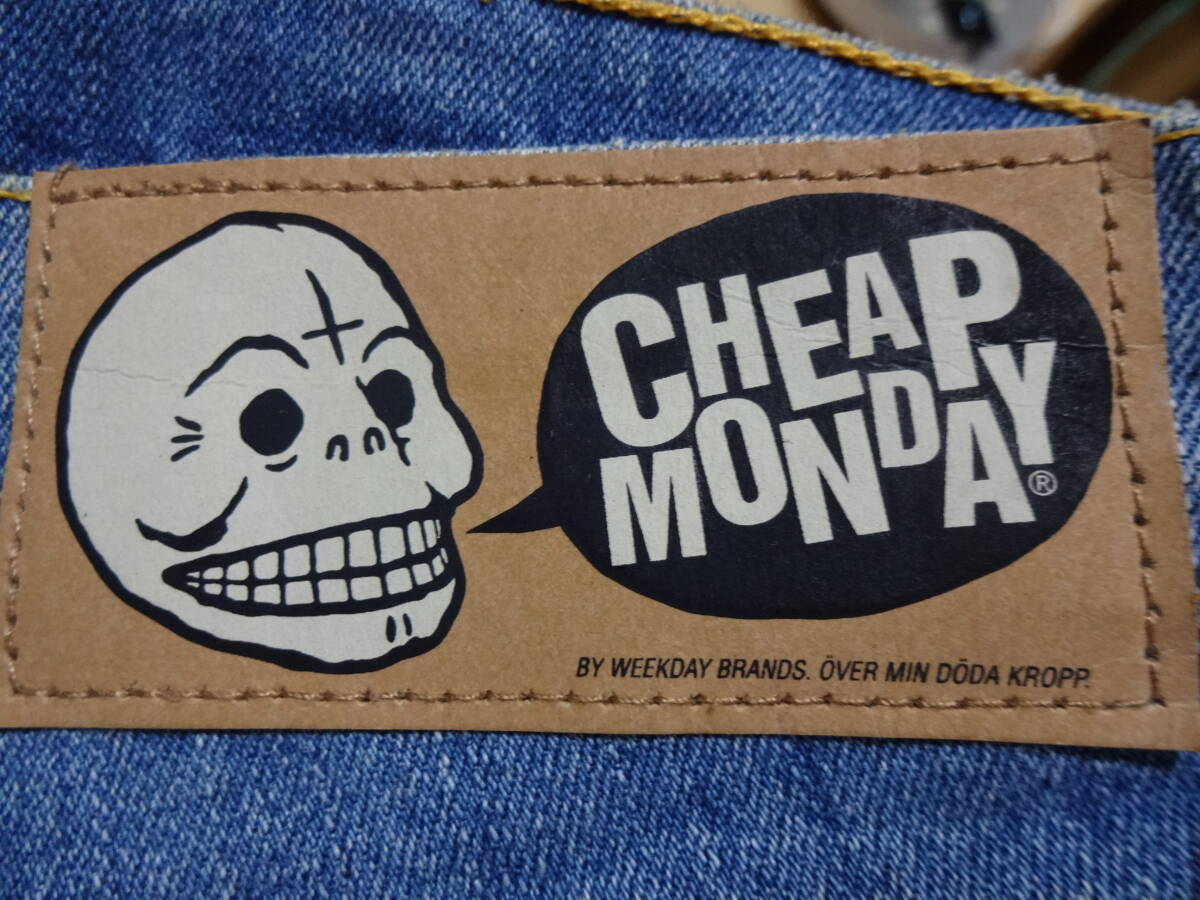 CHEAP
MONDAY®
BY WEEKDAY BRANDS. ÖVER MIN DÖDA KROPP.